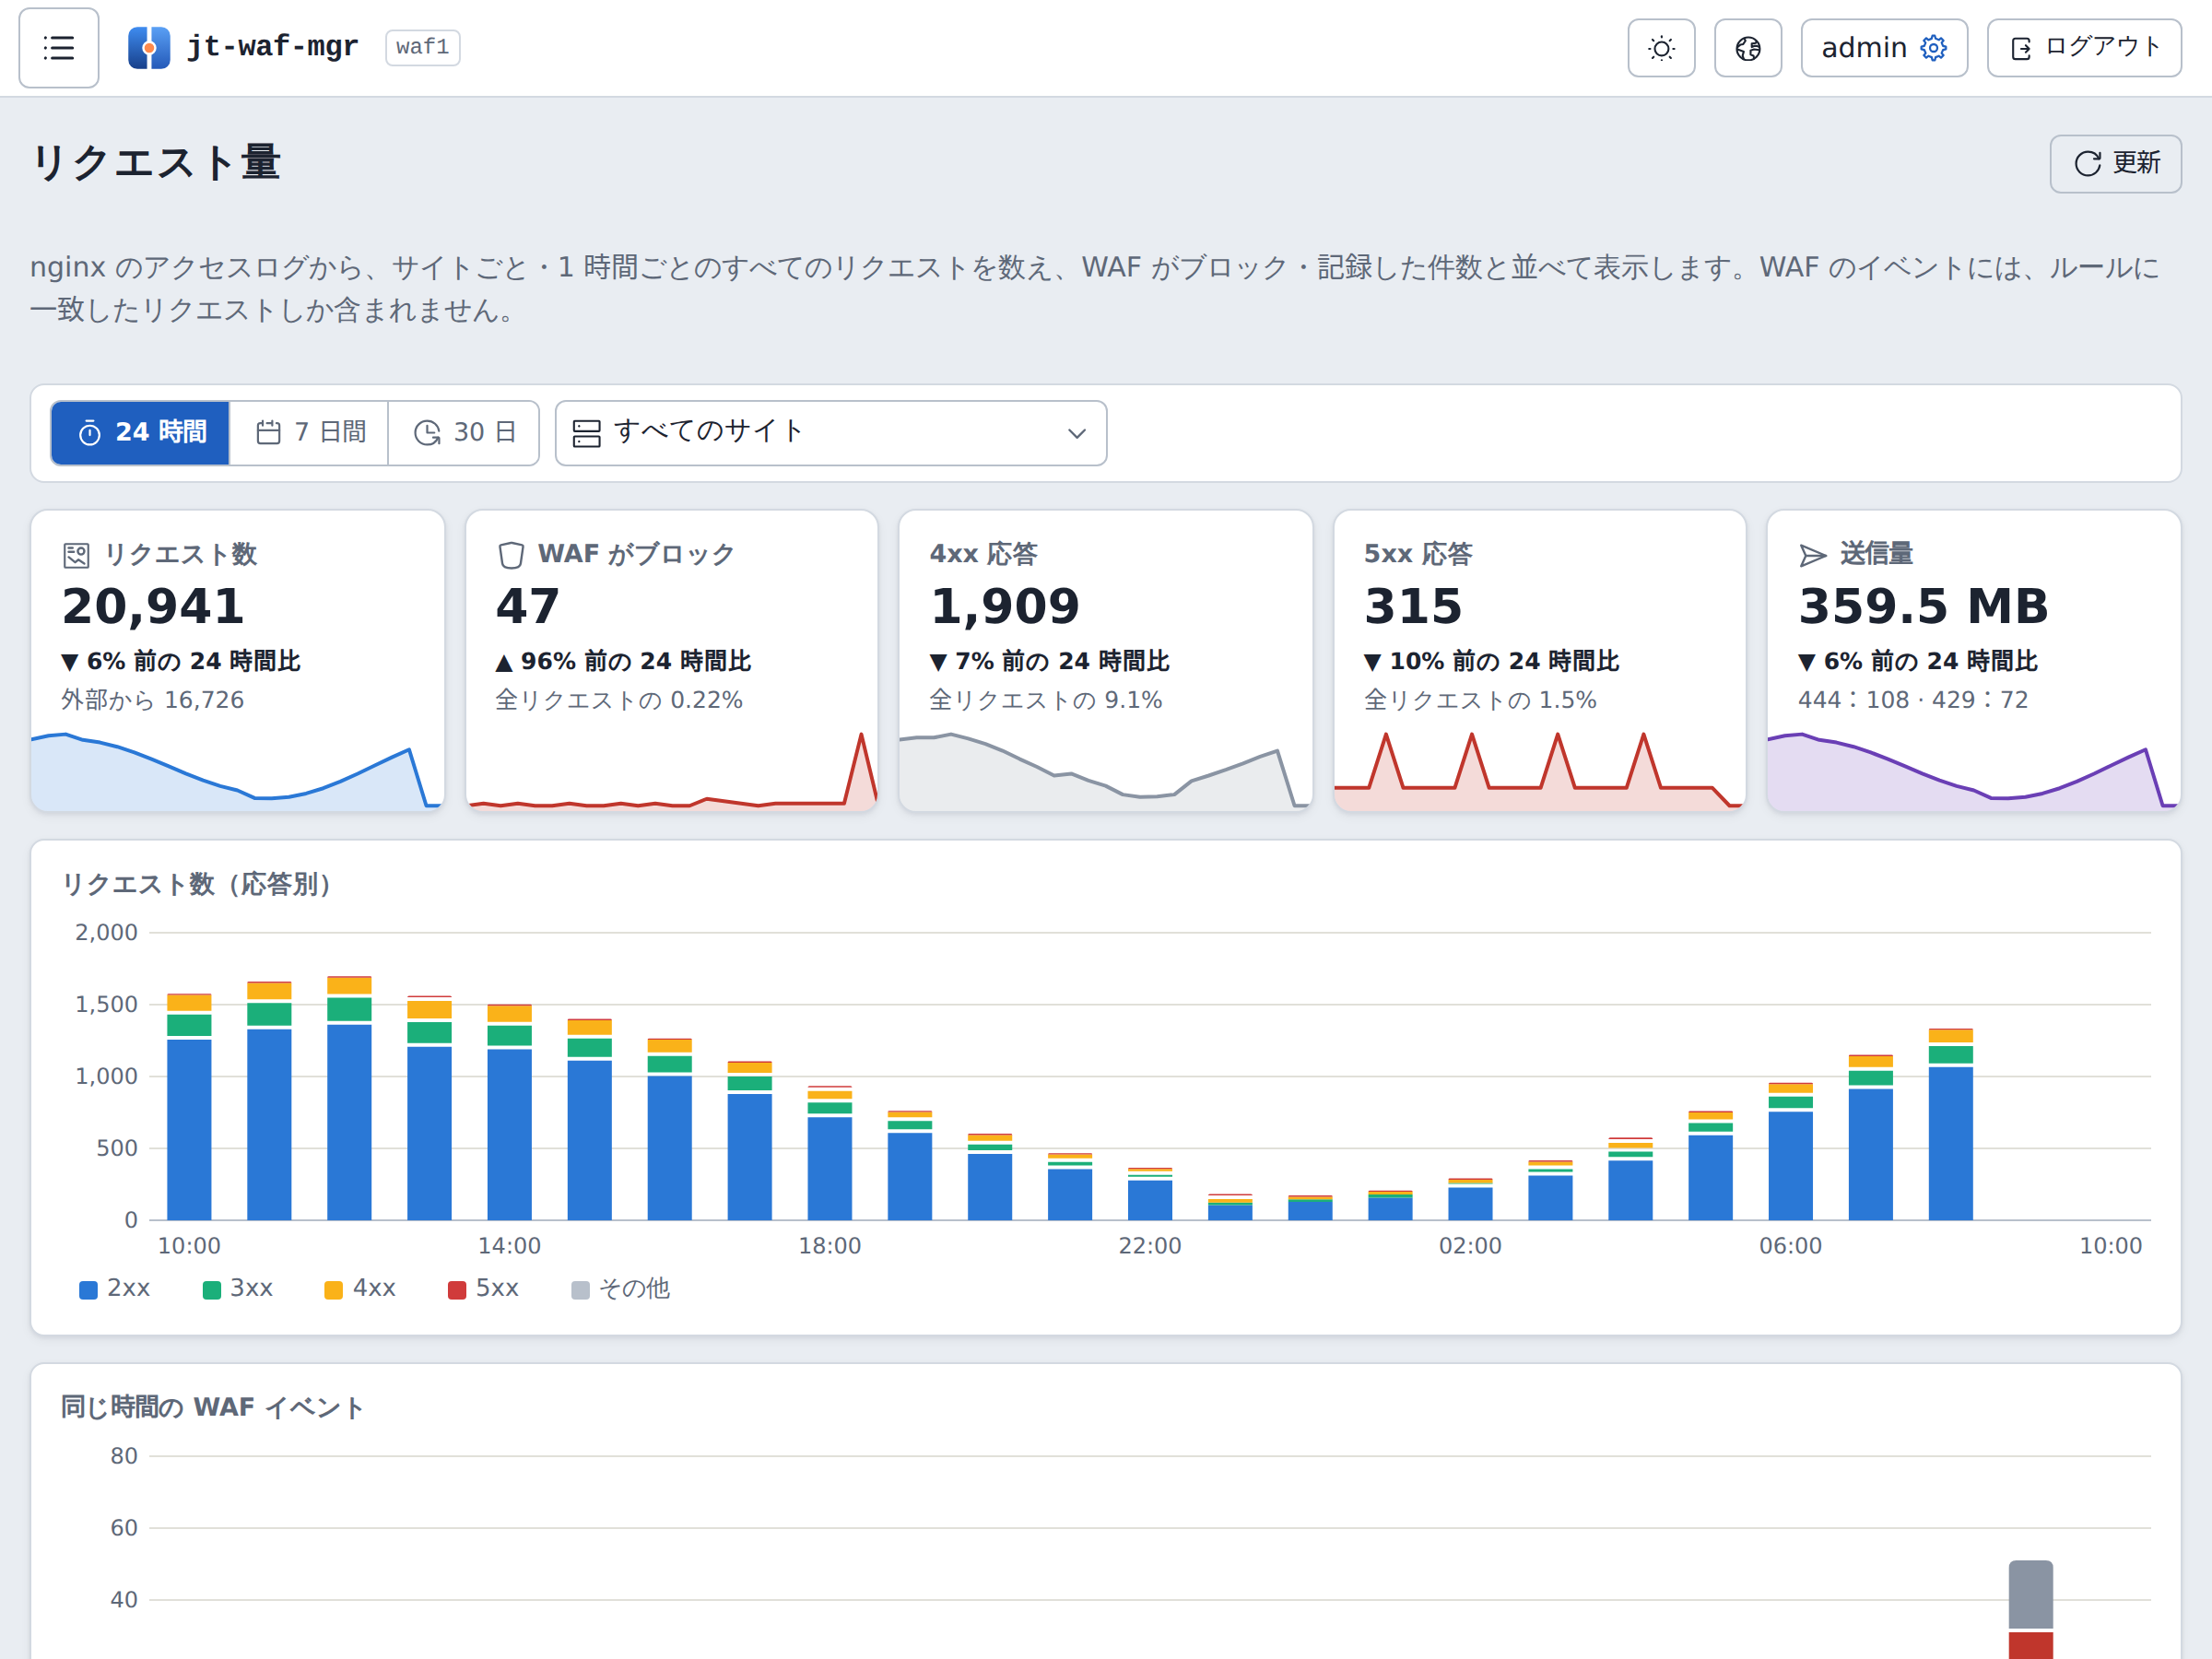 jt-waf-mgr
waf1
admin
ログアウト
リクエスト量
更新
nginx のアクセスログから、サイトごと・1 時間ごとのすべてのリクエストを数え、WAF がブロック・記録した件数と並べて表示します。WAF のイベントには、ルールに
一致したリクエストしか含まれません。
24 時間
7 日間
30 日
すべてのサイト
リクエスト数
20,941
▼ 6% 前の 24 時間比
外部から 16,726
WAF がブロック
47
▲ 96% 前の 24 時間比
全リクエストの 0.22%
4xx 応答
1,909
▼ 7% 前の 24 時間比
全リクエストの 9.1%
5xx 応答
315
▼ 10% 前の 24 時間比
全リクエストの 1.5%
送信量
359.5 MB
▼ 6% 前の 24 時間比
444：108 · 429：72
リクエスト数（応答別）
2,000
1,500
1,000
500
0
10:00 14:00 18:00 22:00 02:00 06:00 10:00
2xx 3xx 4xx 5xx その他
同じ時間の WAF イベント
80
60
40